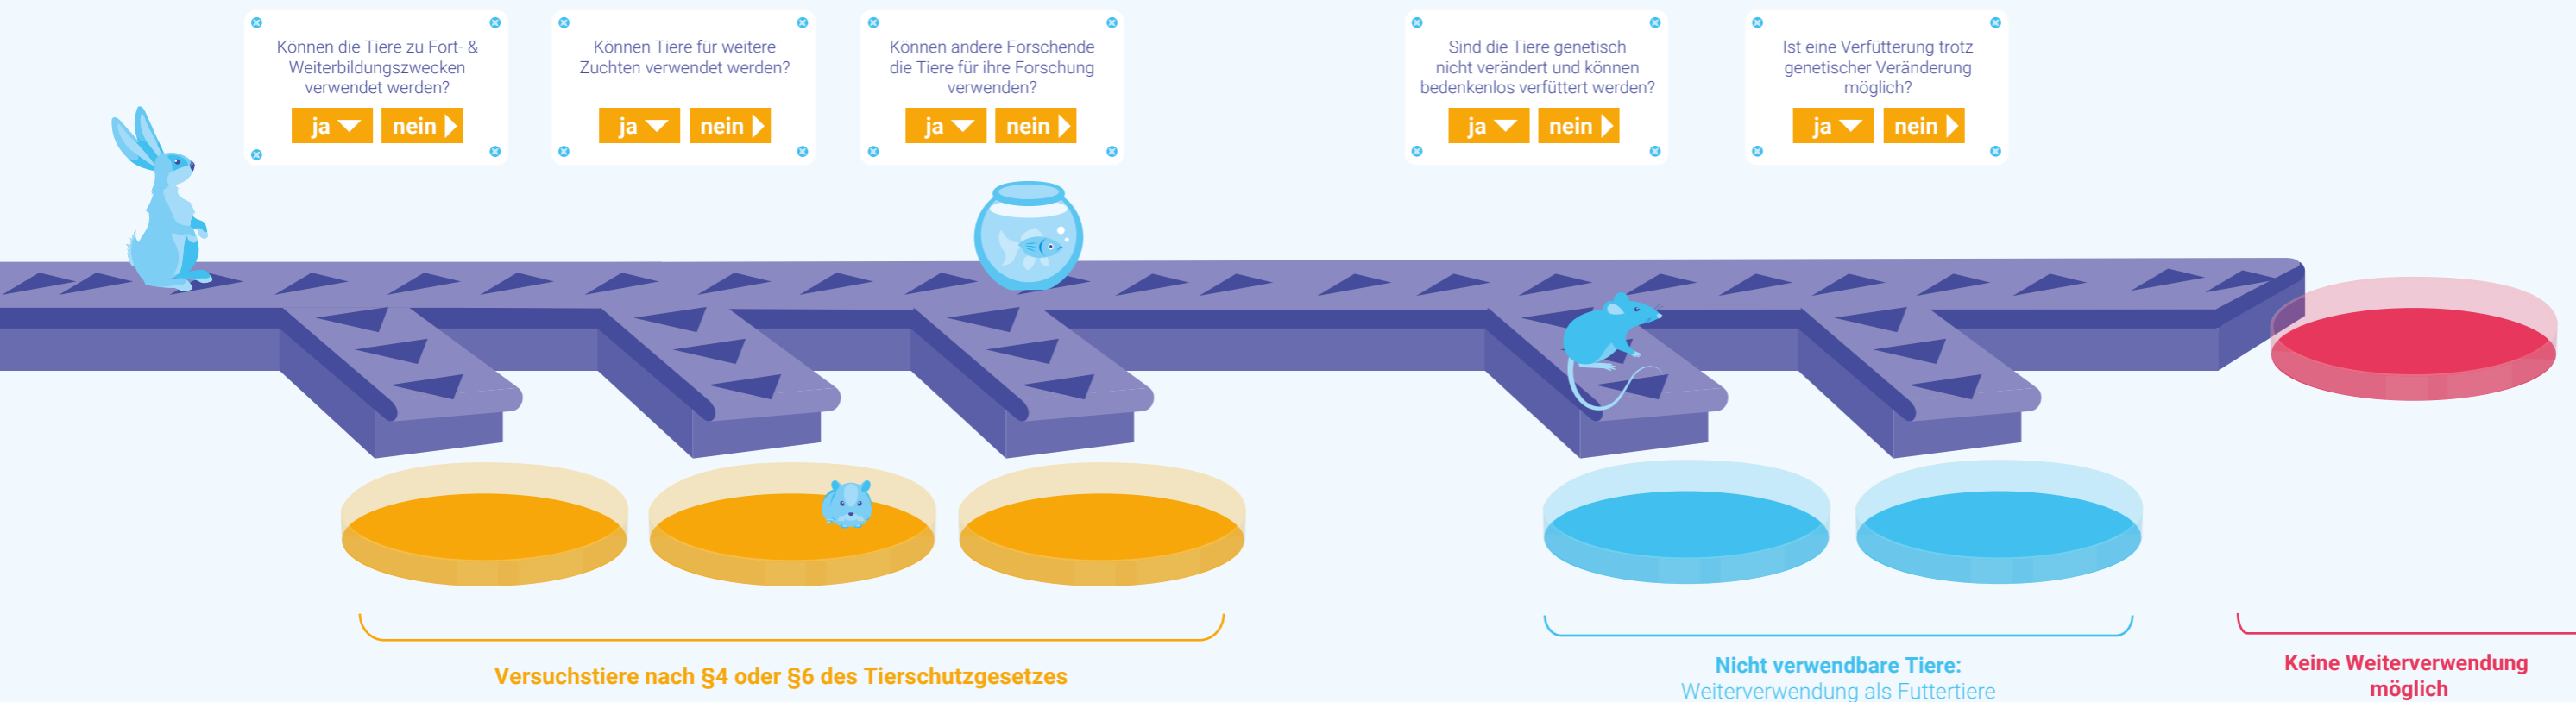 Können die Tiere zu Fort- &
Weiterbildungszwecken
verwendet werden?
ja nein
Können Tiere für weitere
Zuchten verwendet werden?
ja nein
Können andere Forschende
die Tiere für ihre Forschung
verwenden?
ja nein
Sind die Tiere genetisch
nicht verändert und können
bedenkenlos verfüttert werden?
ja nein
Ist eine Verfütterung trotz
genetischer Veränderung
möglich?
ja nein
Versuchstiere nach §4 oder §6 des Tierschutzgesetzes
Nicht verwendbare Tiere:
Weiterverwendung als Futtertiere
Keine Weiterverwendung
möglich